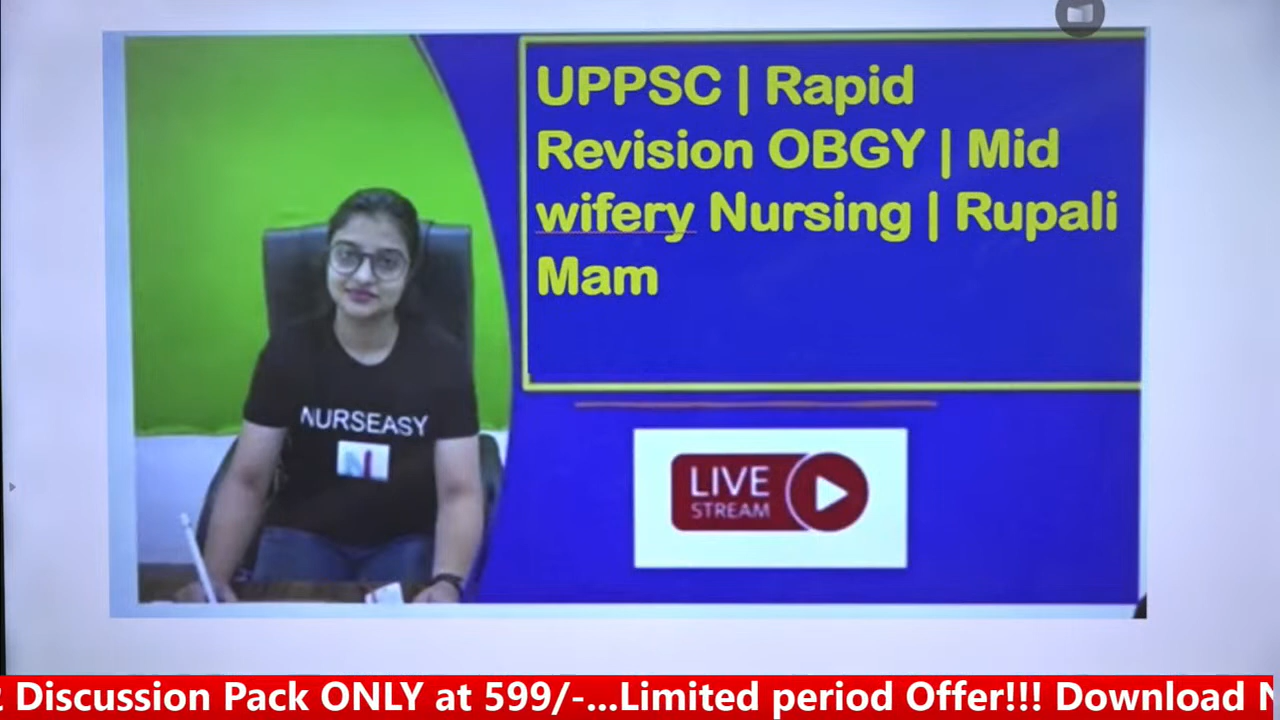 UPPSC | Rapid
Revision OBGY | Mid
wifery Nursing | Rupali
Mam
NURSEASY
LIVE
STREAM
Discussion Pack ONLY at 599/-...Limited period Offer!!! Download